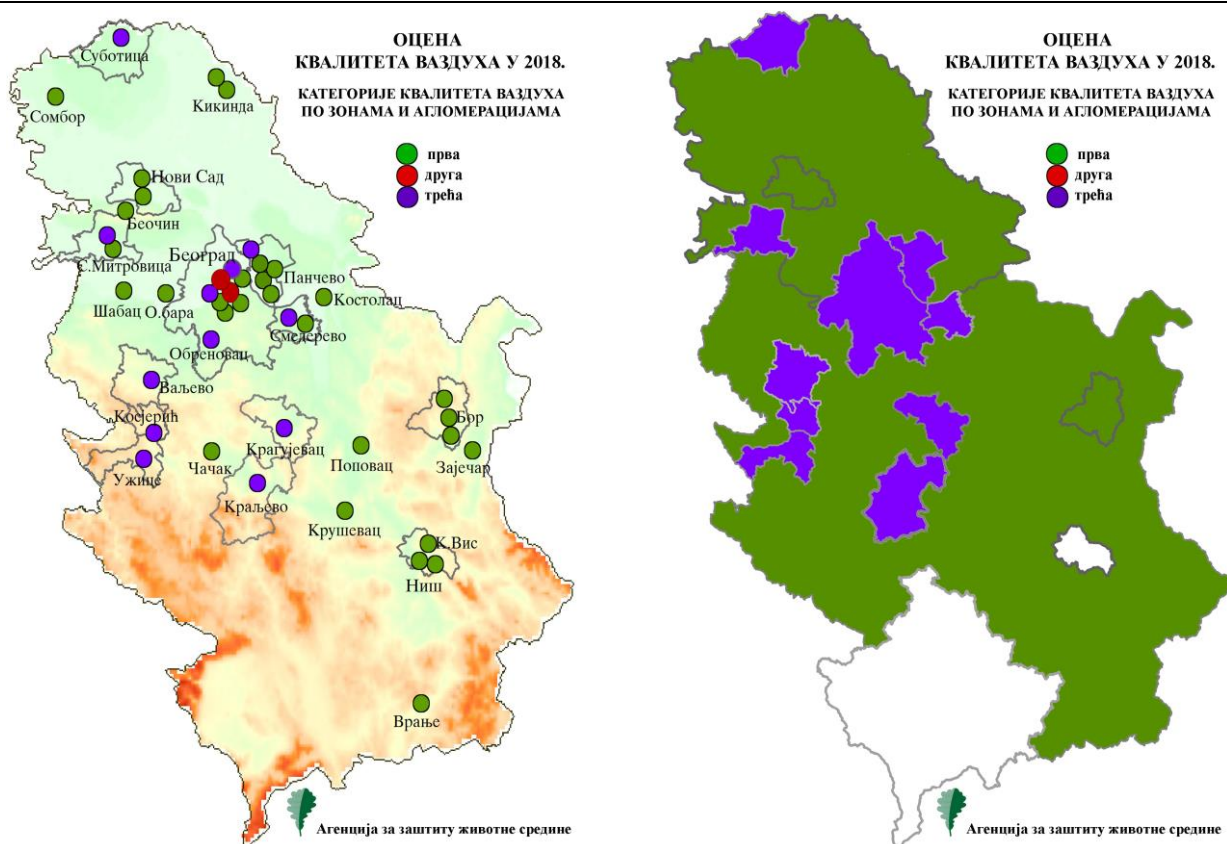 ОЦЕНА
КВАЛИТЕТА ВАЗДУХА У 2018.
КАТЕГОРИЈЕ КВАЛИТЕТА ВАЗДУХА
ПО ЗОНАМА И АГЛОМЕРАЦИЈАМА
прва
друга
трећа
Суботица
Сомбор
Кикинда
Нови Сад
Беочин
С.Митровица
Београд
Панчево
Шабац
О.бара
Костолац
Смедерево
Обреновац
Ваљево
Косјерић
Ужице
Чачак
Крагујевац
Краљево
Поповац
Бор
Зајечар
Крушевац
К.Вис
Ниш
Врање
Агенција за заштиту животне средине
ОЦЕНА
КВАЛИТЕТА ВАЗДУХА У 2018.
КАТЕГОРИЈЕ КВАЛИТЕТА ВАЗДУХА
ПО ЗОНАМА И АГЛОМЕРАЦИЈАМА
прва
друга
трећа
Агенција за заштиту животне средине